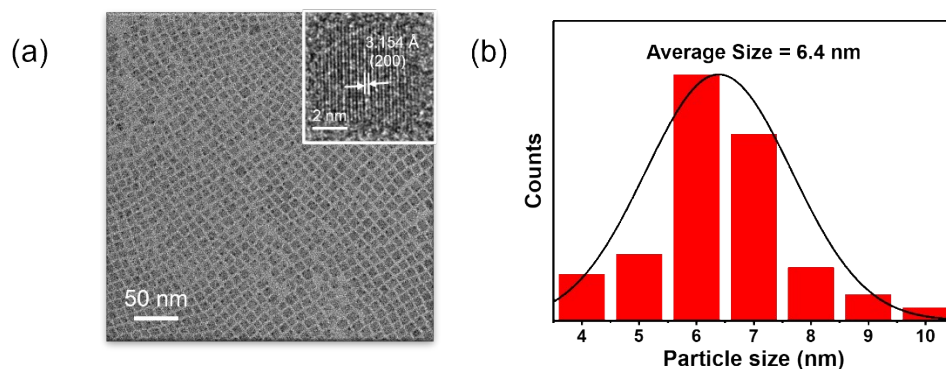 (a)
3.154 Å
(200)
2 nm
50 nm
(b)
Average Size = 6.4 nm
Counts
4 5 6 7 8 9 10
Particle size (nm)